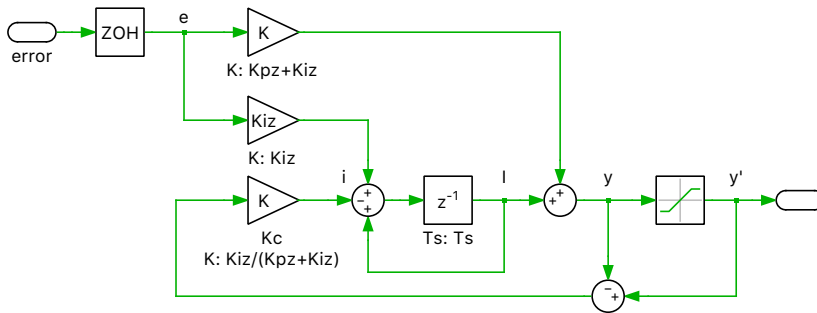 e
ZOH
K
error
K: Kpz+Kiz
Kiz
K: Kiz
i
I
y
y'
+
K
−
+
z-1
+
+
Kc
Ts: Ts
K: Kiz/(Kpz+Kiz)
−
+